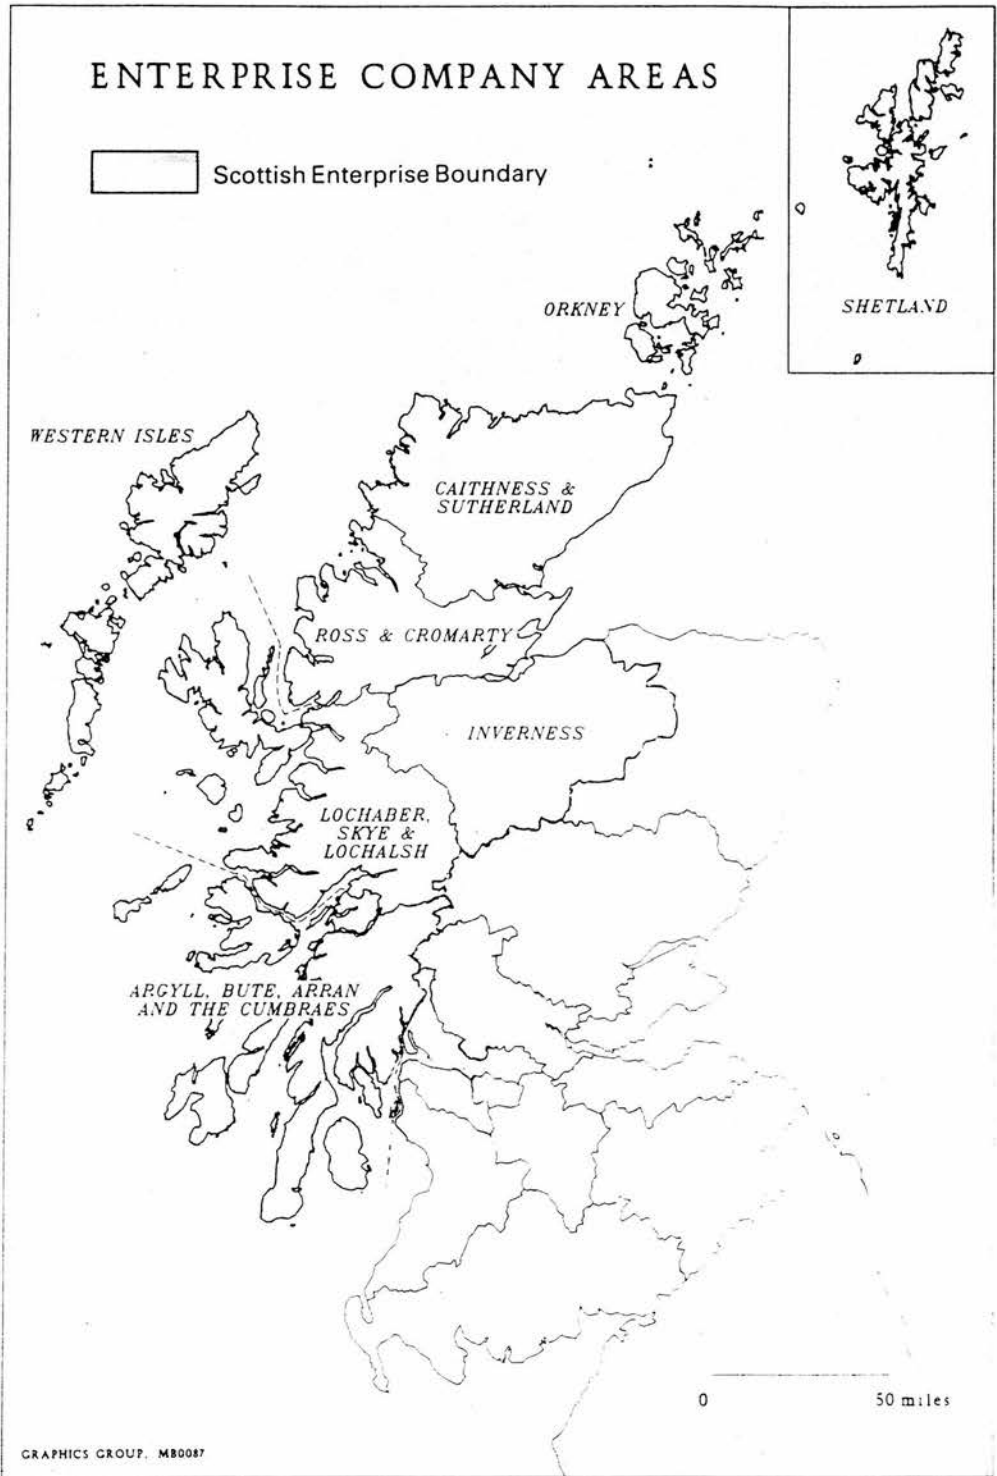 ENTERPRISE COMPANY AREAS
Scottish Enterprise Boundary
ORKNEY
SHETLAND
WESTERN ISLES
CAITHNESS &
SUTHERLAND
ROSS & CROMARTY
INVERNESS
LOCHABER,
SKYE &
LOCHALSH
ARGYLL, BUTE, ARRAN
AND THE CUMBRAES
0 50 miles
GRAPHICS GROUP. MB0087